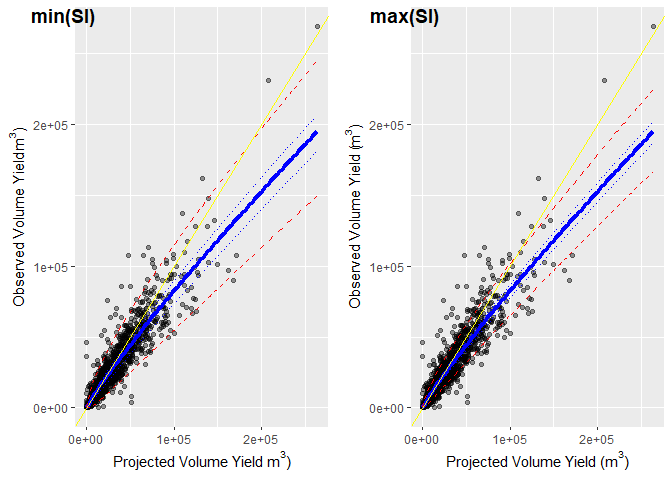 min(SI)
2e+05
1e+05
0e+00
Observed Volume Yieldm³)
0e+00 1e+05 2e+05
Projected Volume Yield m³)
max(SI)
2e+05
1e+05
0e+00
Observed Volume Yield (m³)
0e+00 1e+05 2e+05
Projected Volume Yield (m³)